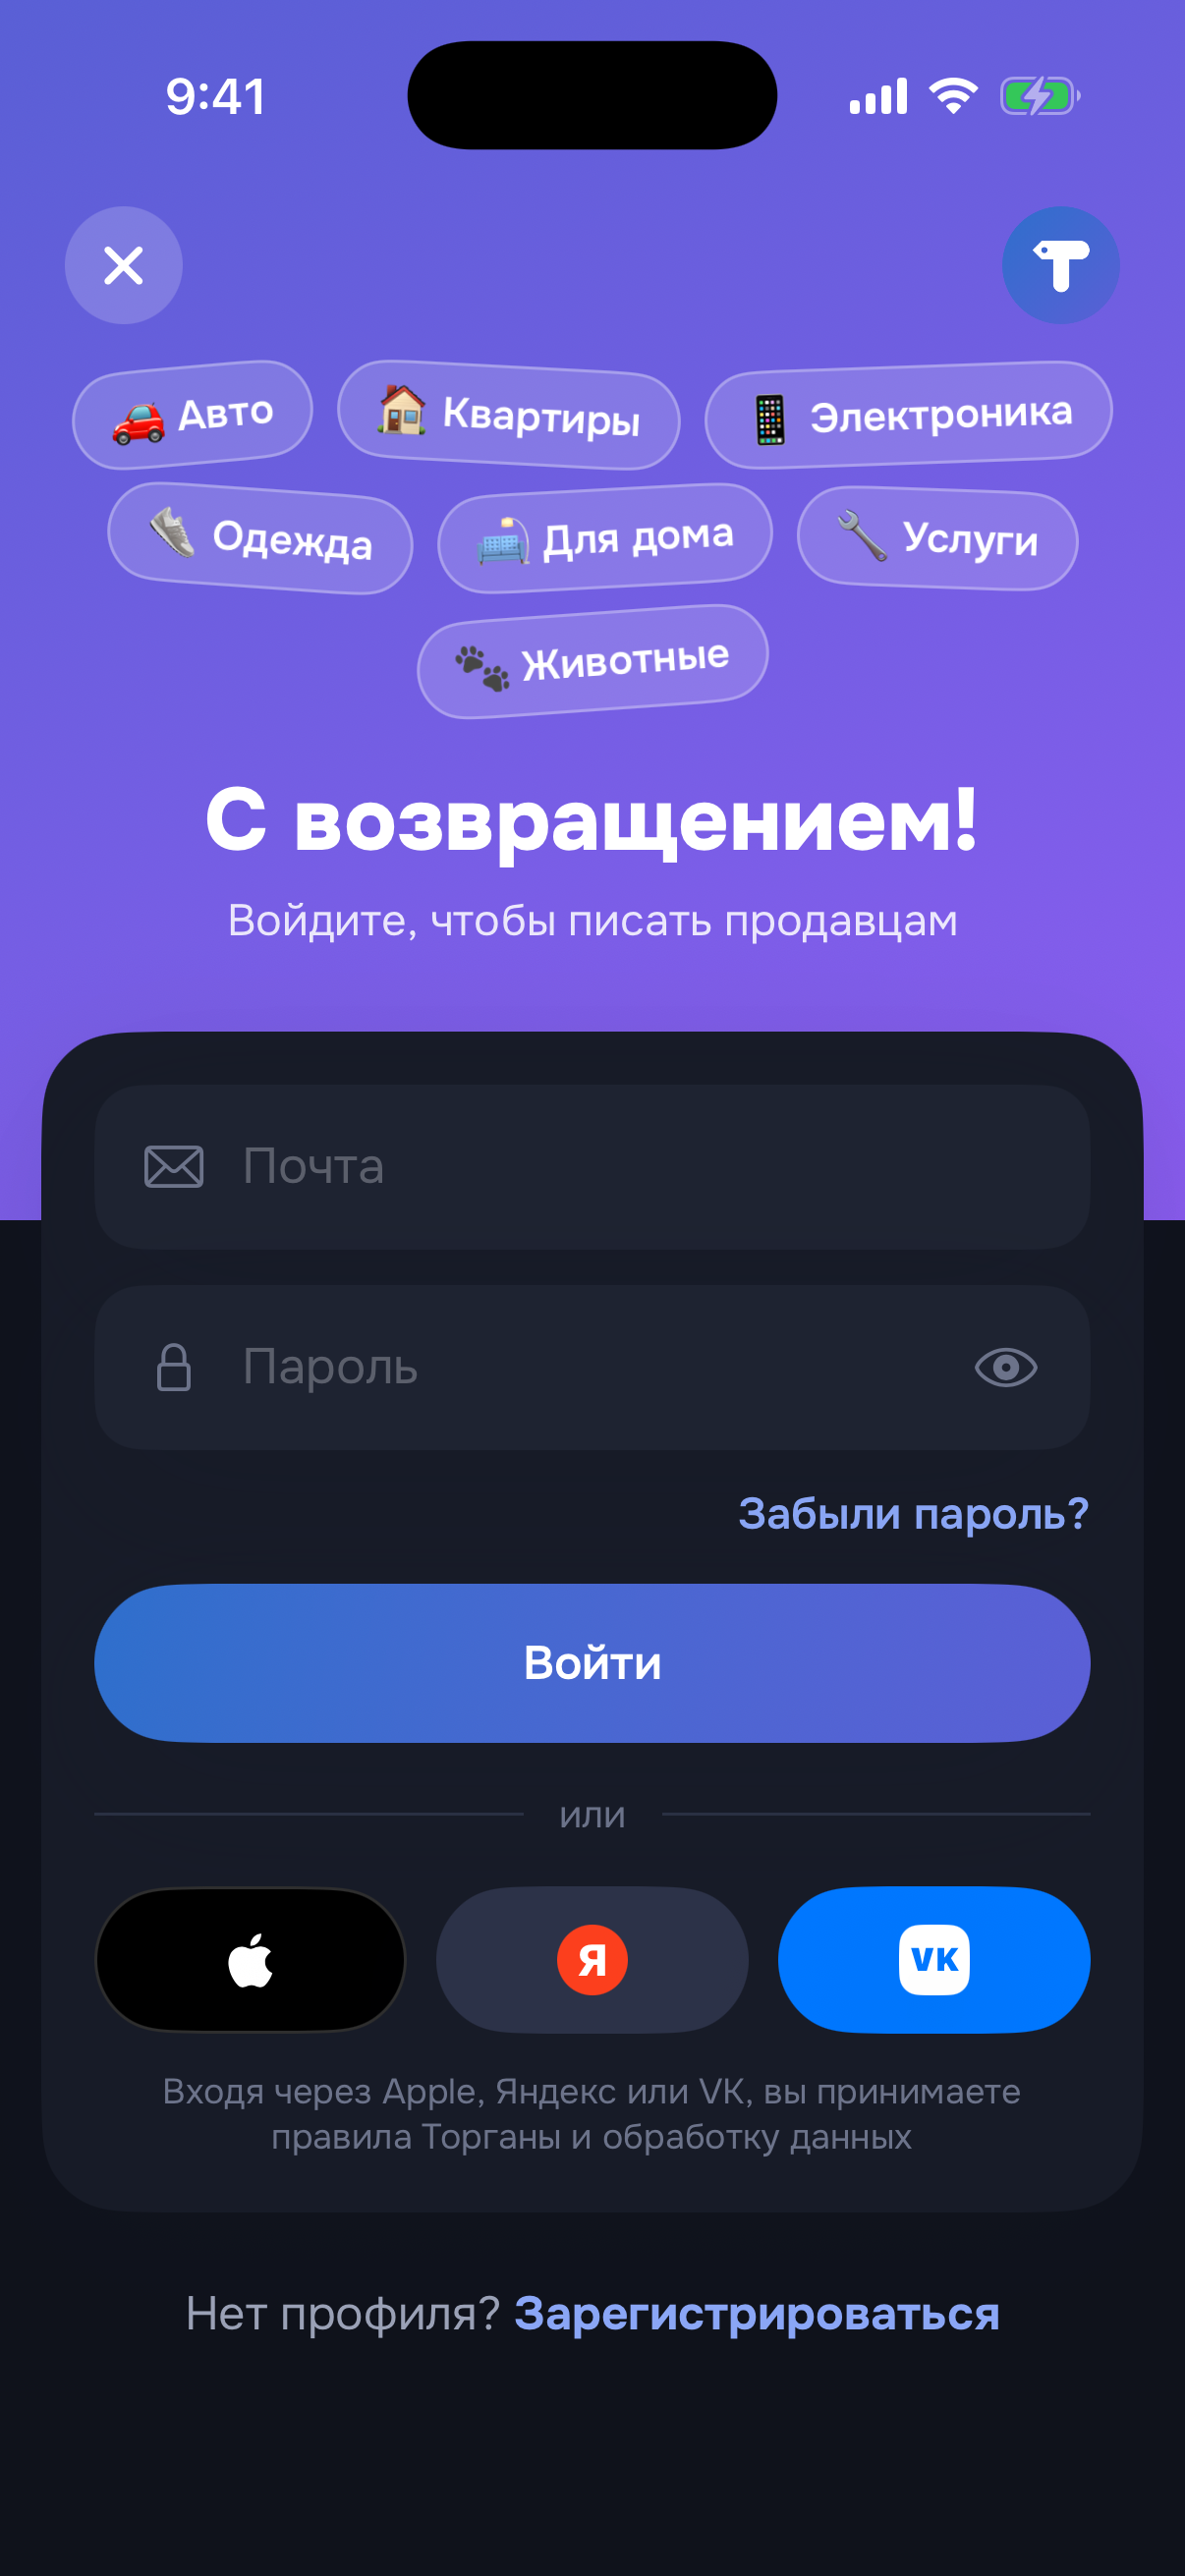 9:41
Авто
Квартиры
Электроника
Одежда
Для дома
Услуги
Животные
С возвращением!
Войдите, чтобы писать продавцам
Почта
Пароль
Забыли пароль?
Войти
или
Я
VK
Входя через Apple, Яндекс или VK, вы принимаете
правила Торганы и обработку данных
Нет профиля? Зарегистрироваться